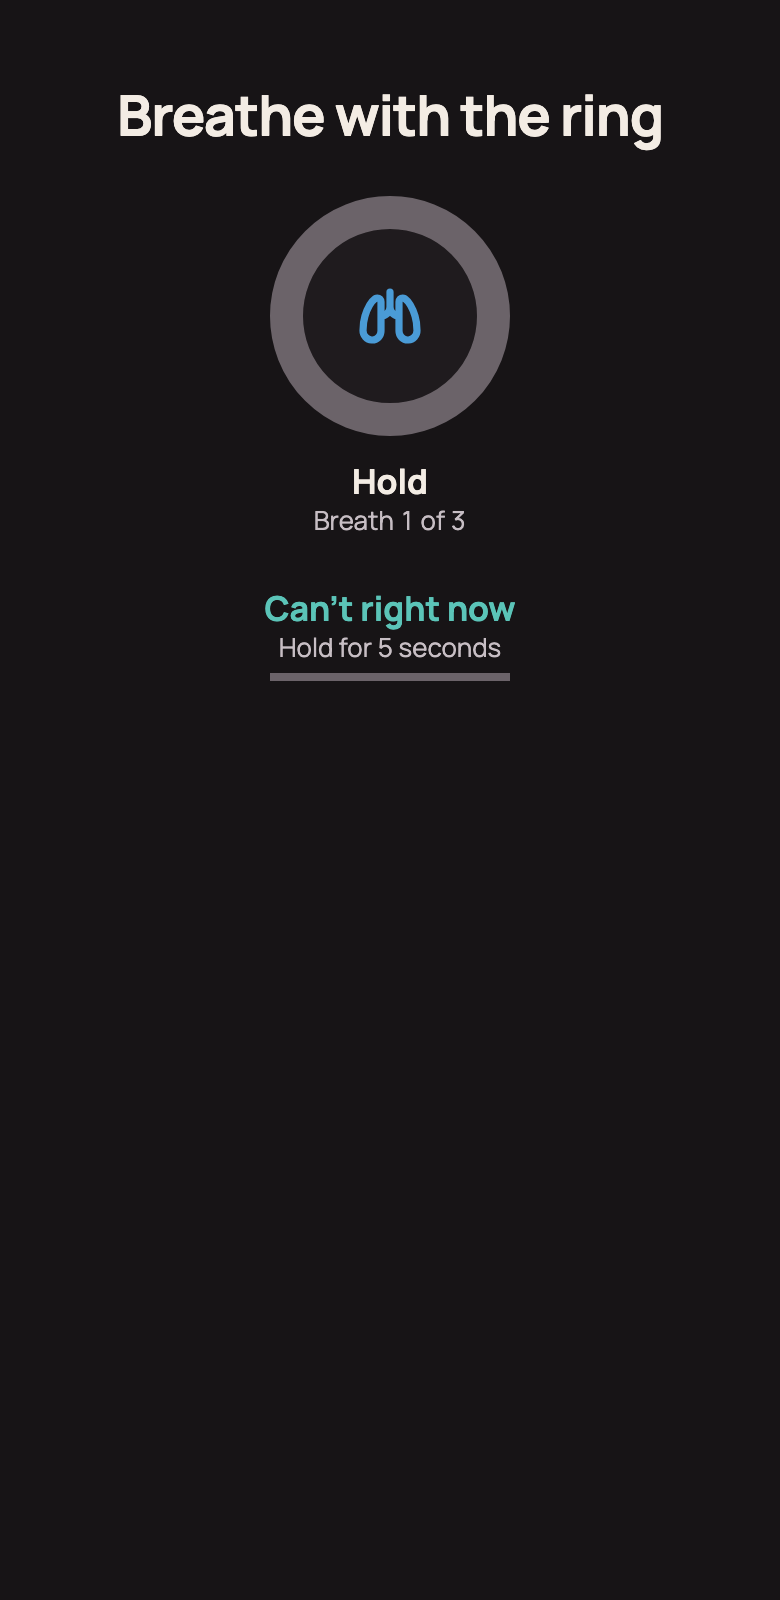 Breathe with the ring
Hold
Breath 1 of 3
Can’t right now
Hold for 5 seconds